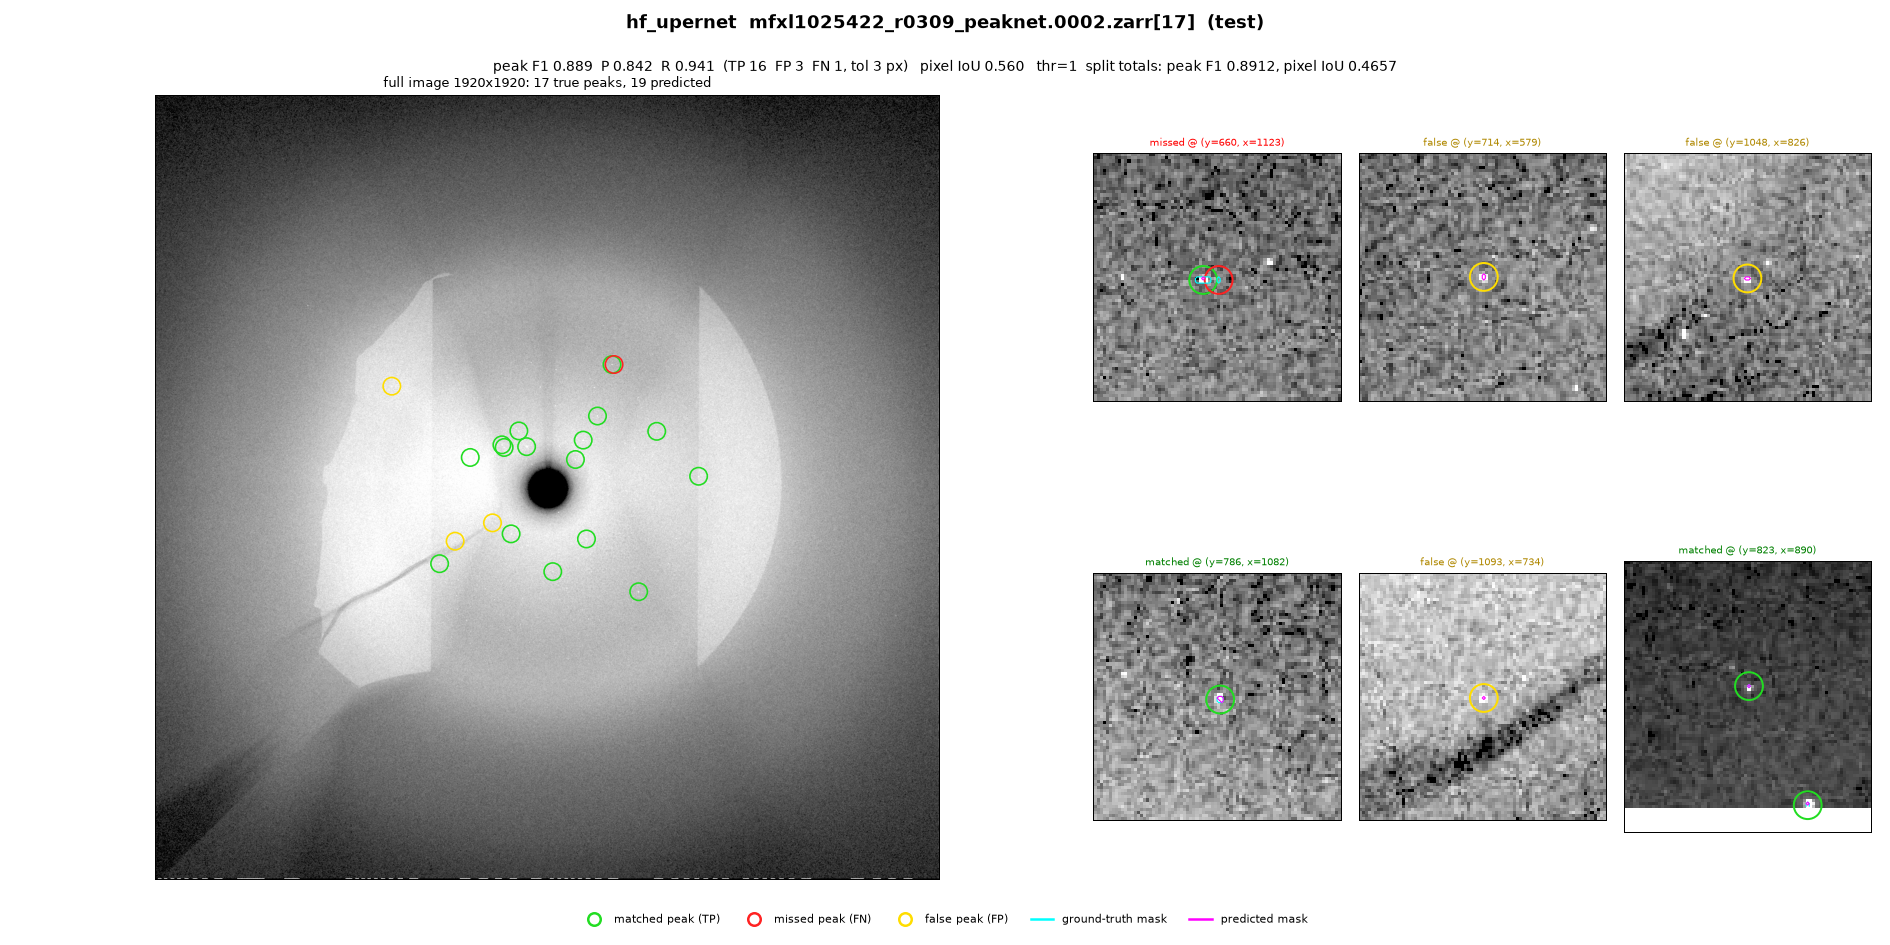 hf_upernet  mfxl1025422_r0309_peaknet.0002.zarr[17]  (test)
peak F1 0.889  P 0.842  R 0.941  (TP 16  FP 3  FN 1, tol 3 px)   pixel IoU 0.560   thr=1  split totals: peak F1 0.8912, pixel IoU 0.4657
full image 1920x1920: 17 true peaks, 19 predicted
missed @ (y=660, x=1123)
false @ (y=714, x=579)
false @ (y=1048, x=826)
matched @ (y=786, x=1082)
false @ (y=1093, x=734)
matched @ (y=823, x=890)
matched peak (TP)
missed peak (FN)
false peak (FP)
ground-truth mask
predicted mask